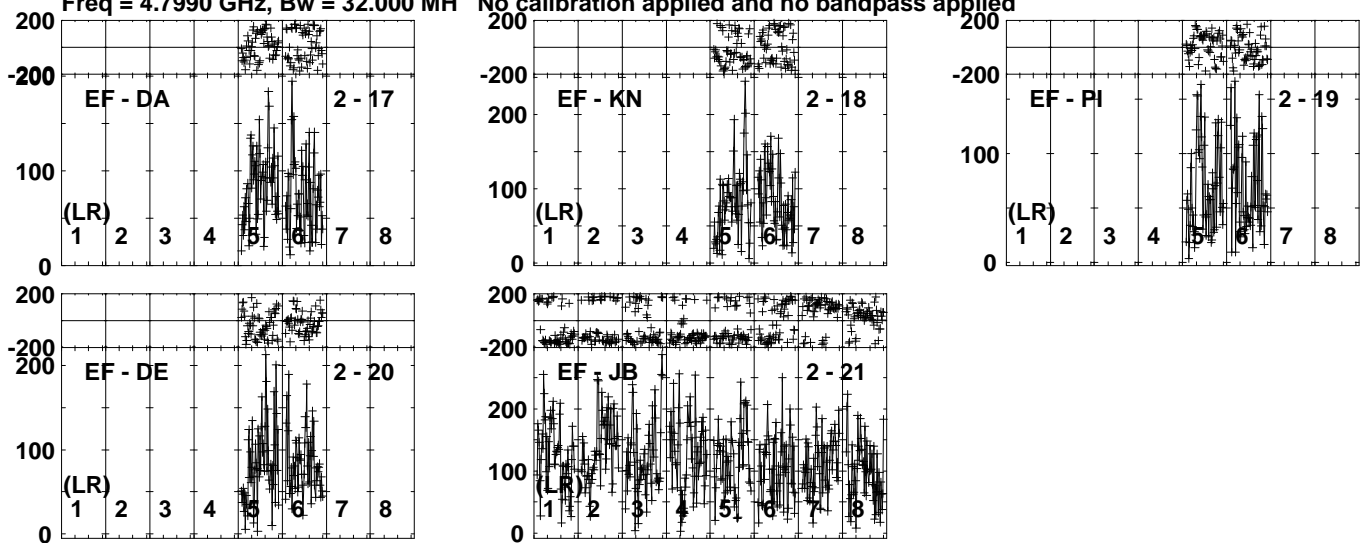 Freq = 4.7990 GHz, Bw = 32.000 MH No calibration applied and no bandpass applied
200
-200
EF - DA 2 - 17
100
(LR)
1 2 3 4 5 6 7 8
0
200
-200
EF - KN 2 - 18
200
100
(LR)
1 2 3 4 5 6 7 8
0
200
-200
EF - PI 2 - 19
100
(LR)
1 2 3 4 5 6 7 8
0
200
-200
200
EF - DE 2 - 20
100
(LR)
1 2 3 4 5 6 7 8
0
200
-200
EF - JB 2 - 21
200
100
(LR)
1 2 3 4 5 6 7 8
0